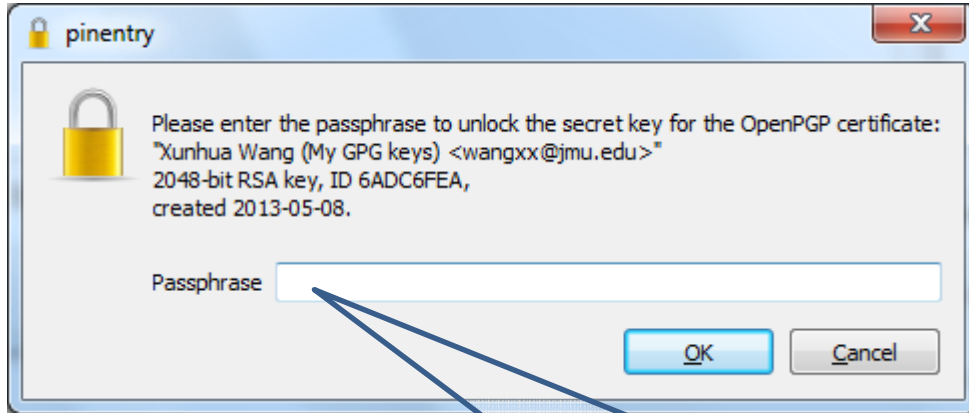 pinentry
Please enter the passphrase to unlock the secret key for the OpenPGP certificate:
"Xunhua Wang (My GPG keys) <wangxx@jmu.edu>"
2048-bit RSA key, ID 6ADC6FEA,
created 2013-05-08.
Passphrase
OK
Cancel